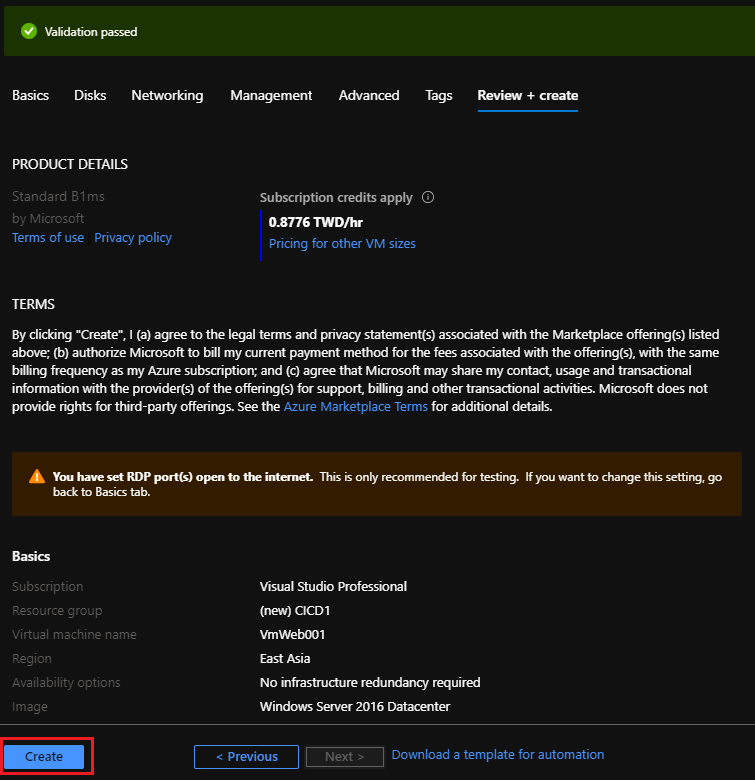 Validation passed
Basics Disks Networking Management Advanced Tags Review + create
PRODUCT DETAILS
Standard B1ms
by Microsoft
Terms of use | Privacy policy
Subscription credits apply
0.8776 TWD/hr
Pricing for other VM sizes
TERMS
By clicking "Create", I (a) agree to the legal terms and privacy statement(s) associated with the Marketplace offering(s) listed
above; (b) authorize Microsoft to bill my current payment method for the fees associated with the offering(s), with the same
billing frequency as my Azure subscription; and (c) agree that Microsoft may share my contact, usage and transactional
information with the provider(s) of the offering(s) for support, billing and other transactional activities. Microsoft does not
provide rights for third-party offerings. See the Azure Marketplace Terms for additional details.
You have set RDP port(s) open to the internet. This is only recommended for testing. If you want to change this setting, go
back to Basics tab.
Basics
Subscription Visual Studio Professional
Resource group (new) CICD1
Virtual machine name VmWeb001
Region East Asia
Availability options No infrastructure redundancy required
Image Windows Server 2016 Datacenter
Create < Previous Next > Download a template for automation